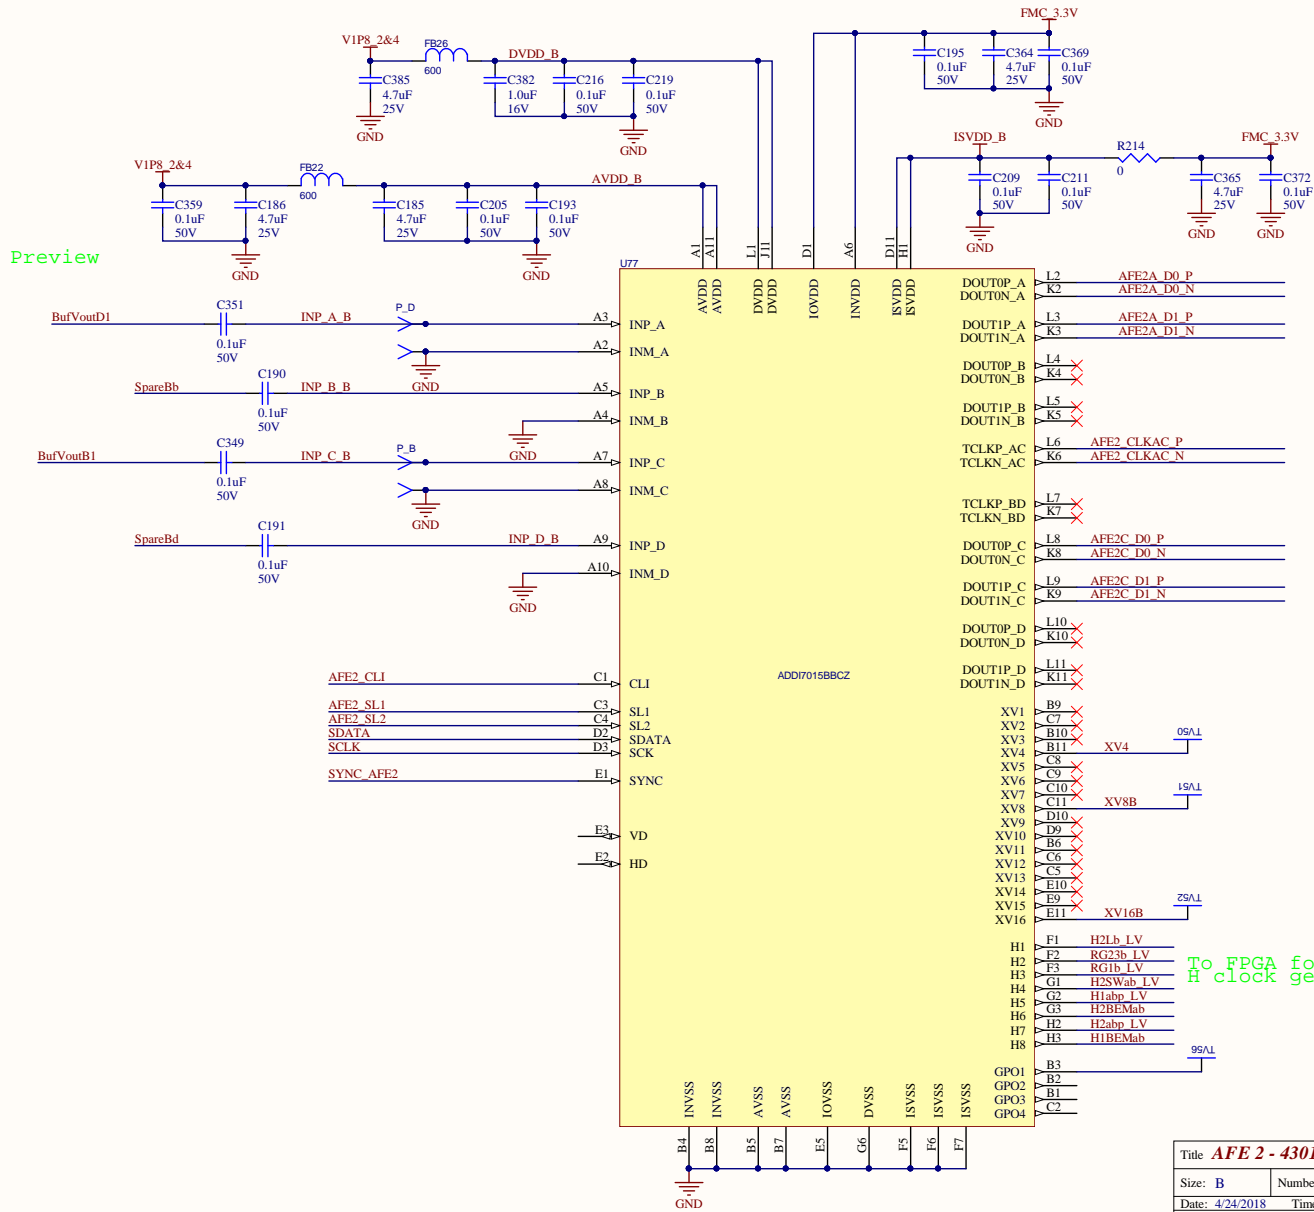 FMC_3.3V
C195
0.1uF
50V
C364
4.7uF
25V
C369
0.1uF
50V
GND
V1P8_2&4
FB26
600
DVDD_B
C385
4.7uF
25V
GND
C382
1.0uF
16V
C216
0.1uF
50V
C219
0.1uF
50V
GND
ISVDD_B
R214
0
FMC_3.3V
C209
0.1uF
50V
C211
0.1uF
50V
GND
C365
4.7uF
25V
GND
C372
0.1uF
50V
GND
V1P8_2&4
FB22
600
AVDD_B
C359
0.1uF
50V
C186
4.7uF
25V
GND
C185
4.7uF
25V
C205
0.1uF
50V
C193
0.1uF
50V
GND
Preview
U77
A1
A11
L1
J11
D1
A6
D11
H1
AVDD
AVDD
DVDD
DVDD
IOVDD
INVDD
ISVDD
ISVDD
BufVoutD1
C351
0.1uF
50V
INP_A_B
P_D
A3
INP_A
A2
INM_A
GND
SpareBb
C190
0.1uF
50V
INP_B_B
A5
INP_B
A4
INM_B
GND
BufVoutB1
C349
0.1uF
50V
INP_C_B
P_B
A7
INP_C
A8
INM_C
GND
SpareBd
C191
0.1uF
50V
INP_D_B
A9
INP_D
A10
INM_D
GND
AFE2_CLI
C1
CLI
AFE2_SL1
C3
SL1
AFE2_SL2
C4
SL2
SDATA
D2
SDATA
SCLK
D3
SCK
SYNC_AFE2
E1
SYNC
E3
VD
E2
HD
ADDI7015BBCZ
DOUT0P_A L2 AFE2A_D0_P
DOUT0N_A K2 AFE2A_D0_N
DOUT1P_A L3 AFE2A_D1_P
DOUT1N_A K3 AFE2A_D1_N
DOUT0P_B L4
DOUT0N_B K4
DOUT1P_B L5
DOUT1N_B K5
TCLKP_AC L6 AFE2_CLKAC_P
TCLKN_AC K6 AFE2_CLKAC_N
TCLKP_BD L7
TCLKN_BD K7
DOUT0P_C L8 AFE2C_D0_P
DOUT0N_C K8 AFE2C_D0_N
DOUT1P_C L9 AFE2C_D1_P
DOUT1N_C K9 AFE2C_D1_N
DOUT0P_D L10
DOUT0N_D K10
DOUT1P_D L11
DOUT1N_D K11
XV1 B9
XV2 C7
XV3 B10
XV4 B11 XV4 TV50
XV5 C8
XV6 C9
XV7 C10
XV8 C11 XV8B TV51
XV9 D10
XV10 D9
XV11 B6
XV12 C6
XV13 C5
XV14 E10
XV15 E9
XV16 E11 XV16B TV52
H1 F1 H2Lb_LV
H2 F2 RG23b_LV
H3 F3 RG1b_LV
H4 G1 H2SWab_LV
H5 G2 H1abp_LV
H6 G3 H2BEMab
H7 H2 H2abp_LV
H8 H3 H1BEMab
To FPGA fo
H clock ge
GPO1 B3 TV56
GPO2 B2
GPO3 B1
GPO4 C2
INVSS
INVSS
AVSS
AVSS
IOVSS
DVSS
ISVSS
ISVSS
ISVSS
B4
B8
B5
B7
E5
G6
F5
F6
F7
GND
Title AFE 2 - 4301
Size: B Numbe
Date: 4/24/2018 Tim